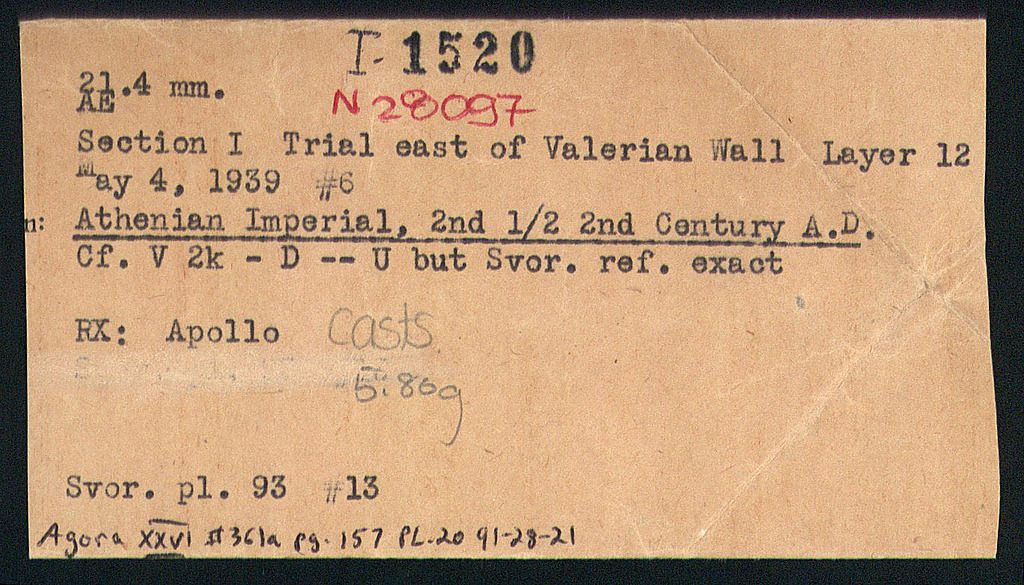 I-1520
21.4 mm.
AE
N 28097
Section I Trial east of Valerian Wall Layer 12
May 4, 1939 #6
n: Athenian Imperial, 2nd 1/2 2nd Century A.D.
Cf. V 2k - D -- U but Svor. ref. exact
RX: Apollo Casts
5.80g
Svor. pl. 93 #13
Agora XXVI #361a pg. 157 PL.20 91-28-21